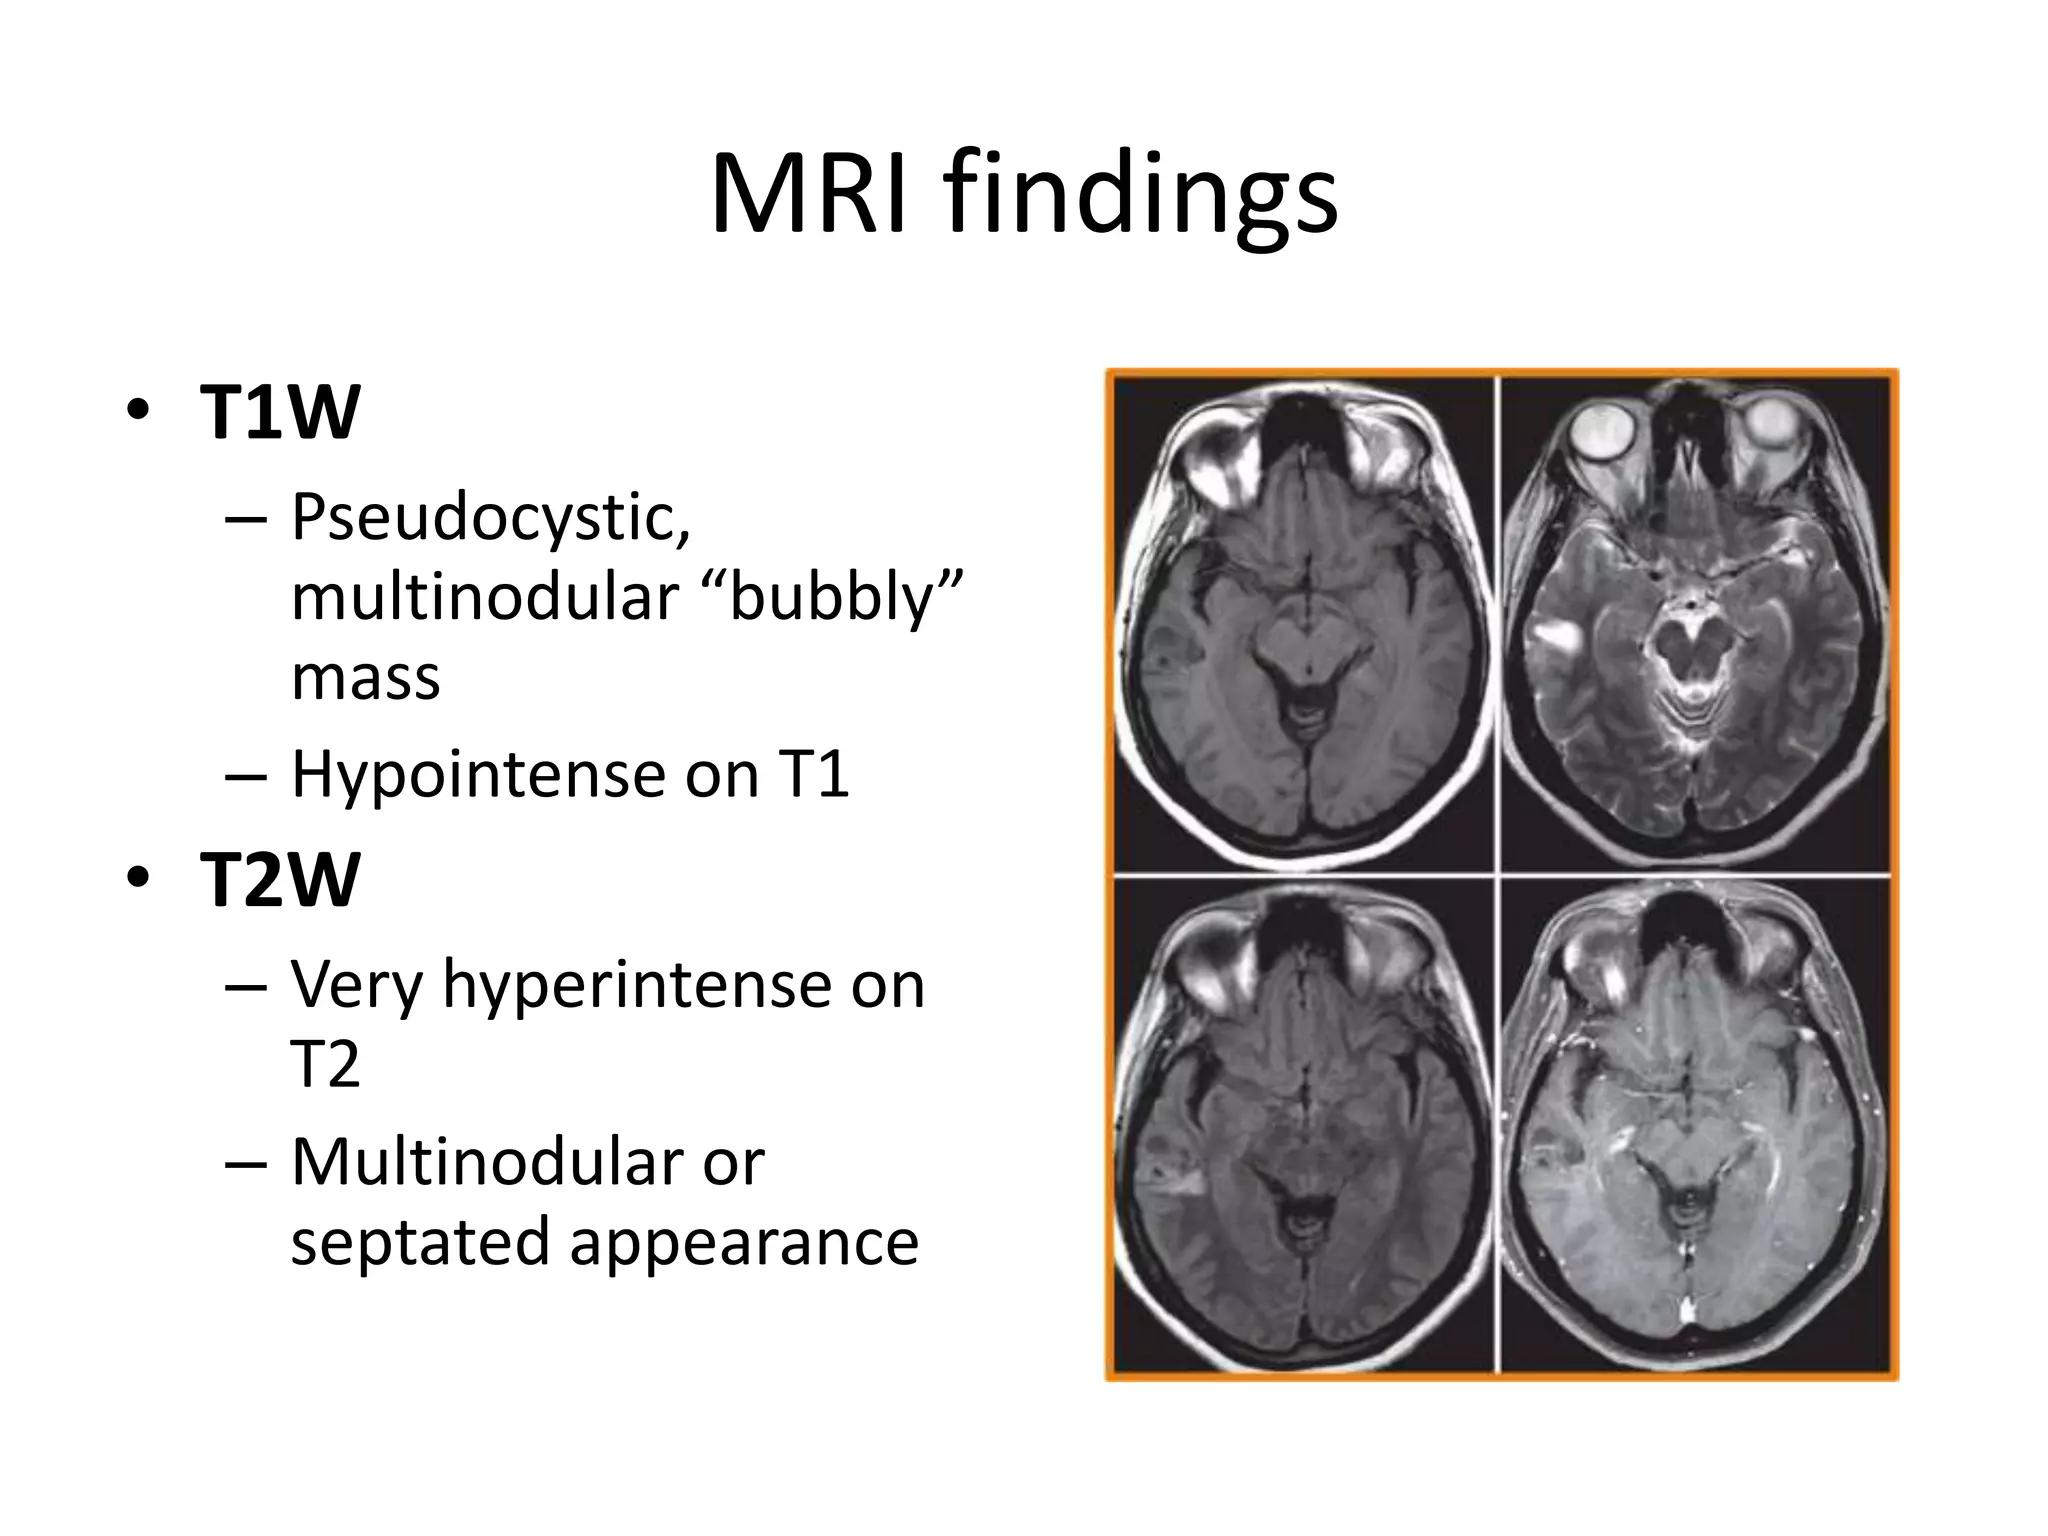 MRI findings
• T1W
– Pseudocystic,
multinodular “bubbly”
mass
– Hypointense on T1
• T2W
– Very hyperintense on
T2
– Multinodular or
septated appearance